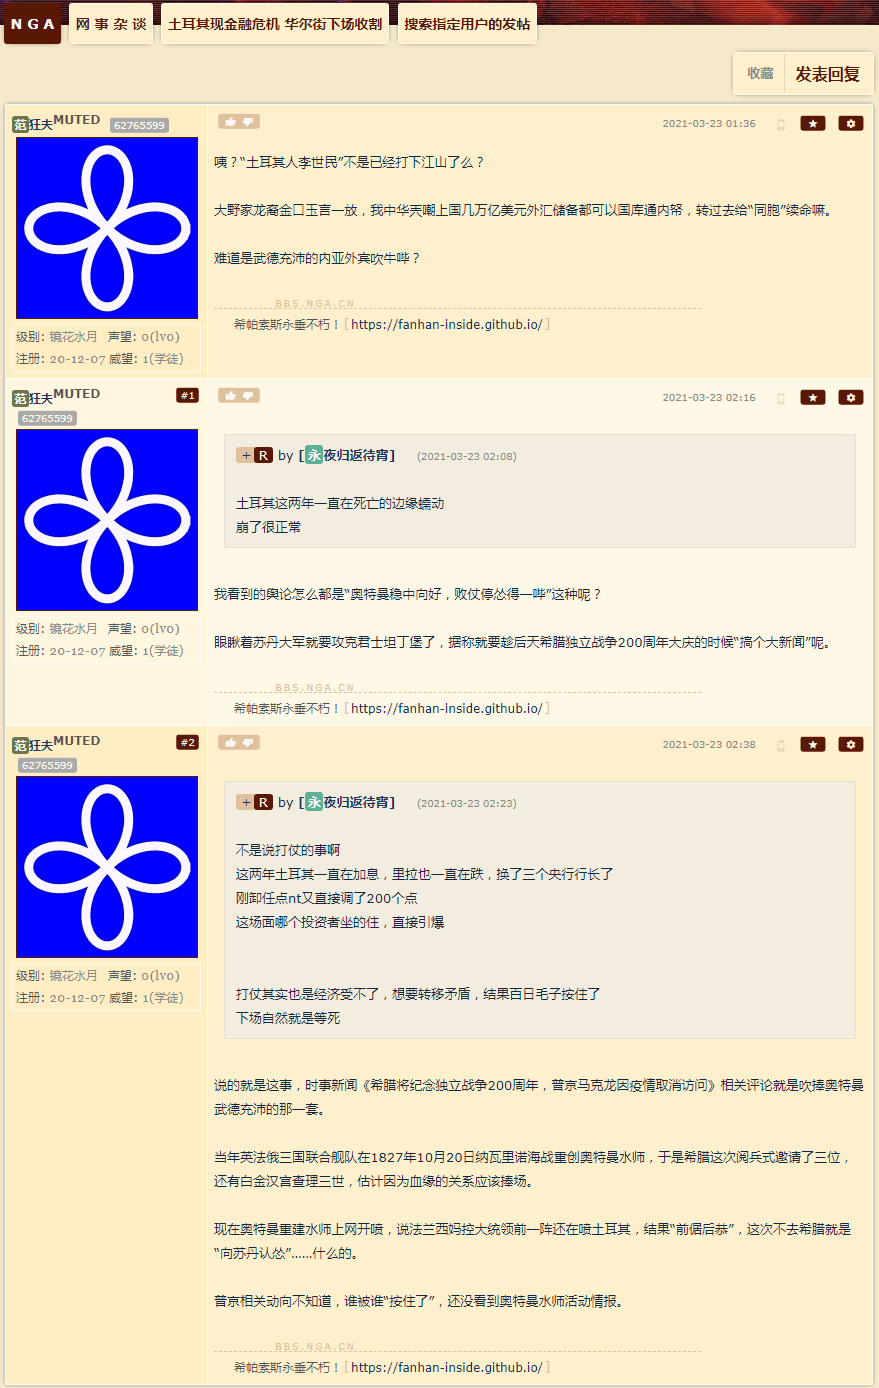 NGA 网事杂谈 土耳其现金融危机 华尔街下场收割 搜索指定用户的发帖
收藏 发表回复
范狂夫MUTED 62765599
2021-03-23 01:36
咦？“土耳其人李世民”不是已经打下江山了么？
大野家龙裔金口玉言一放，我中华兲嘲上国几万亿美元外汇储备都可以国库通内帑，转过去给“同胞”续命嘛。
难道是武德充沛的内亚外宾吹牛哔？
BBS.NGA.CN
希帕索斯永垂不朽！[ https://fanhan-inside.github.io/ ]
级别: 镜花水月 声望: 0(lv0)
注册: 20-12-07 威望: 1(学徒)
范狂夫MUTED #1
62765599
2021-03-23 02:16
+ R by [永夜归返待宵] (2021-03-23 02:08)
土耳其这两年一直在死亡的边缘蠕动
崩了很正常
我看到的舆论怎么都是“奥特曼稳中向好，败仗停怂得一哔”这种呢？
眼瞅着苏丹大军就要攻克君士坦丁堡了，据称就要趁后天希腊独立战争200周年大庆的时候“搞个大新闻”呢。
BBS.NGA.CN
希帕索斯永垂不朽！[ https://fanhan-inside.github.io/ ]
级别: 镜花水月 声望: 0(lv0)
注册: 20-12-07 威望: 1(学徒)
范狂夫MUTED #2
62765599
2021-03-23 02:38
+ R by [永夜归返待宵] (2021-03-23 02:23)
不是说打仗的事啊
这两年土耳其一直在加息，里拉也一直在跌，换了三个央行行长了
刚卸任点nt又直接调了200个点
这场面哪个投资者坐的住，直接引爆
打仗其实也是经济受不了，想要转移矛盾，结果百日毛子按住了
下场自然就是等死
说的就是这事，时事新闻《希腊将纪念独立战争200周年，普京马克龙因疫情取消访问》相关评论就是吹捧奥特曼
武德充沛的那一套。
当年英法俄三国联合舰队在1827年10月20日纳瓦里诺海战重创奥特曼水师，于是希腊这次阅兵式邀请了三位，
还有白金汉宫查理三世，估计因为血缘的关系应该捧场。
现在奥特曼重建水师上网开喷，说法兰西妈控大统领前一阵还在喷土耳其，结果“前倨后恭”，这次不去希腊就是
“向苏丹认怂”……什么的。
普京相关动向不知道，谁被谁“按住了”，还没看到奥特曼水师活动情报。
BBS.NGA.CN
希帕索斯永垂不朽！[ https://fanhan-inside.github.io/ ]
级别: 镜花水月 声望: 0(lv0)
注册: 20-12-07 威望: 1(学徒)